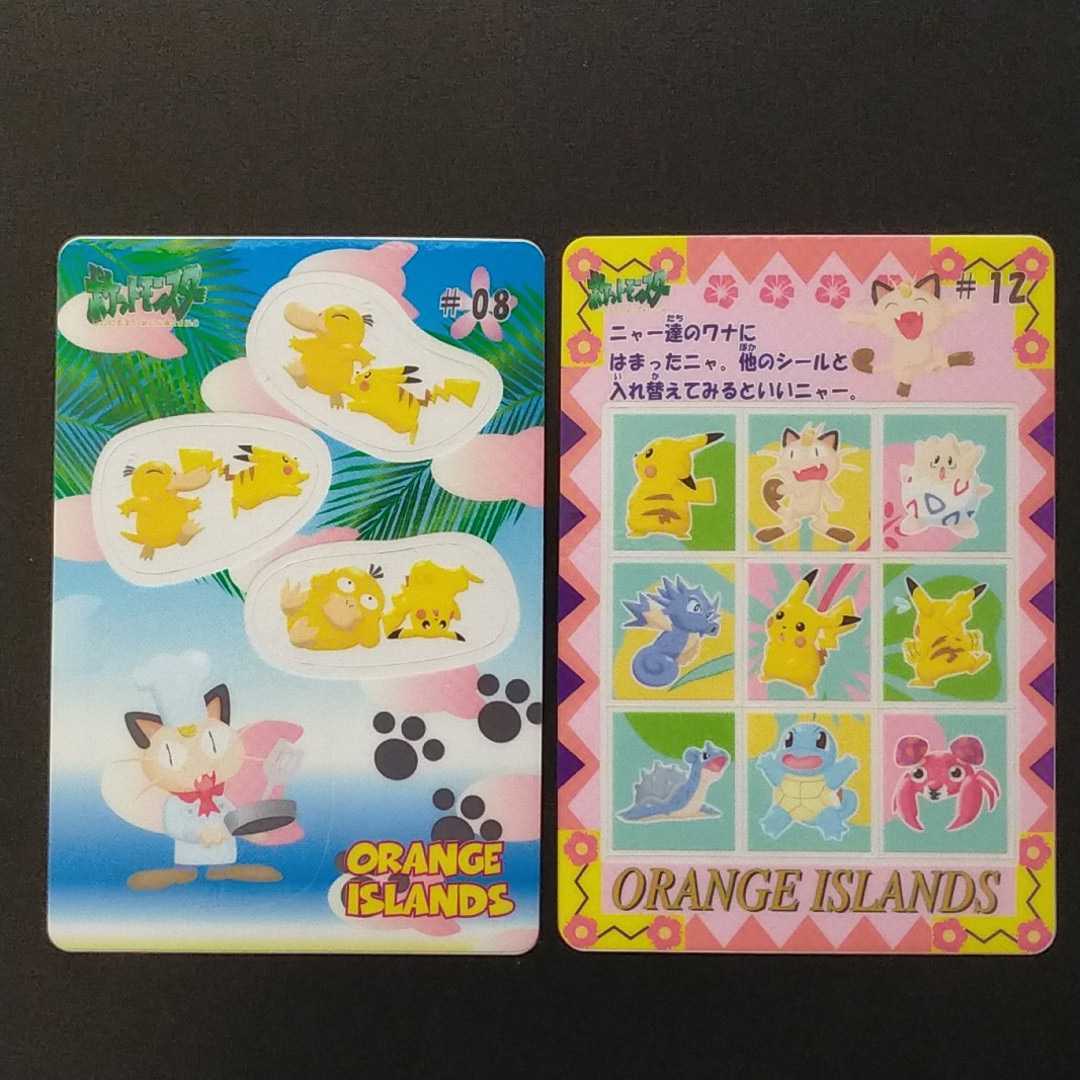 ポケットモンスター
# 08
ORANGE
ISLANDS
ポケットモンスター
# 12
ニャー達のワナに
はまったニャ。他のシールと
入れ替えてみるといいニャー。
ORANGE ISLANDS